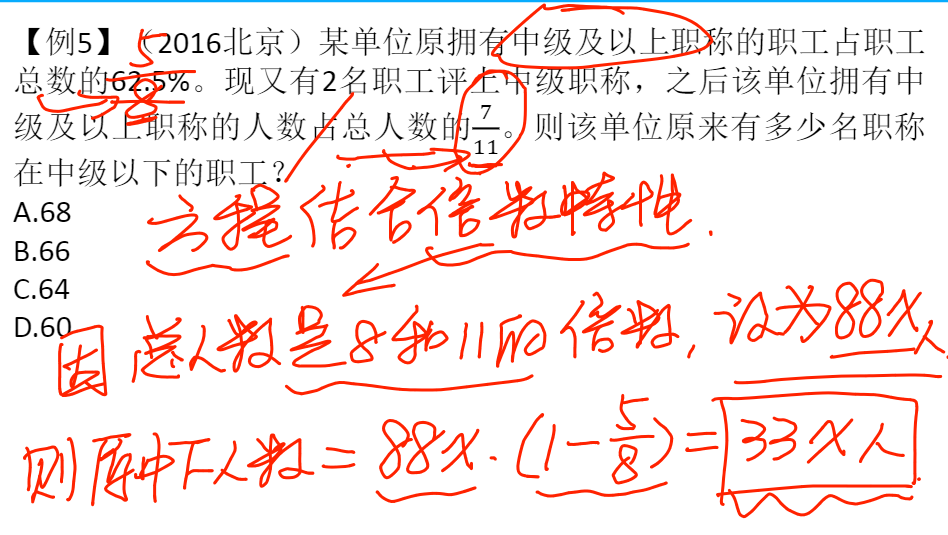 【例5】（2016北京）某单位原拥有中级及以上职称的职工占职工
总数的62.5%。现又有2名职工评上中级职称，之后该单位拥有中
级及以上职称的人数占总人数的7/11。则该单位原来有多少名职称
在中级以下的职工？
5/8
A.68
B.66
C.64
D.60
方程结合倍数特性.
因总人数是8和11的倍数,设为88x人
则原中下人数=88x·(1-5/8)=33x人.